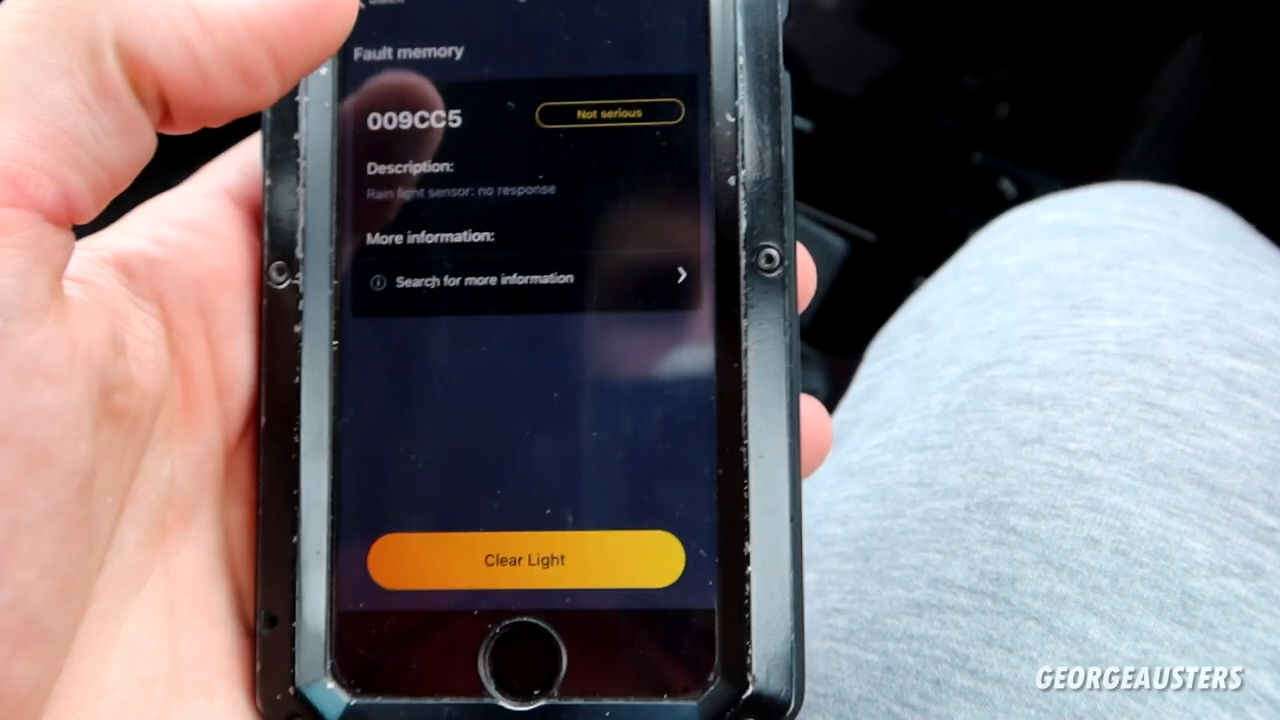 Fault memory
009CC5
Not serious
Description:
Rain light sensor: no response
More information:
Search for more information
Clear Light
GEORGEAUSTERS